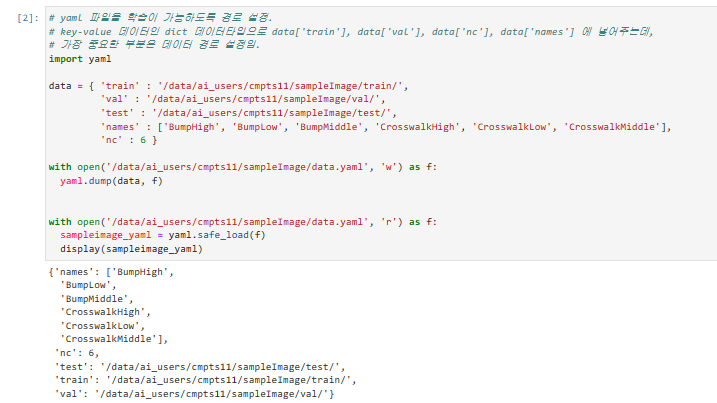 [2]: # yaml 파일을 학습이 가능하도록 경로 설정.
# key-value 데이터인 dict 데이터타입으로 data['train'], data['val'], data['nc'], data['names'] 에 넣어주는데,
# 가장 중요한 부분은 데이터 경로 설정임.
import yaml
data = { 'train' : '/data/ai_users/cmpts11/sampleImage/train/',
'val' : '/data/ai_users/cmpts11/sampleImage/val/',
'test' : '/data/ai_users/cmpts11/sampleImage/test/',
'names' : ['BumpHigh', 'BumpLow', 'BumpMiddle', 'CrosswalkHigh', 'CrosswalkLow', 'CrosswalkMiddle'],
'nc' : 6 }
with open('/data/ai_users/cmpts11/sampleImage/data.yaml', 'w') as f:
yaml.dump(data, f)
with open('/data/ai_users/cmpts11/sampleImage/data.yaml', 'r') as f:
sampleimage_yaml = yaml.safe_load(f)
display(sampleimage_yaml)
{'names': ['BumpHigh',
'BumpLow',
'BumpMiddle',
'CrosswalkHigh',
'CrosswalkLow',
'CrosswalkMiddle'],
'nc': 6,
'test': '/data/ai_users/cmpts11/sampleImage/test/',
'train': '/data/ai_users/cmpts11/sampleImage/train/',
'val': '/data/ai_users/cmpts11/sampleImage/val/'}